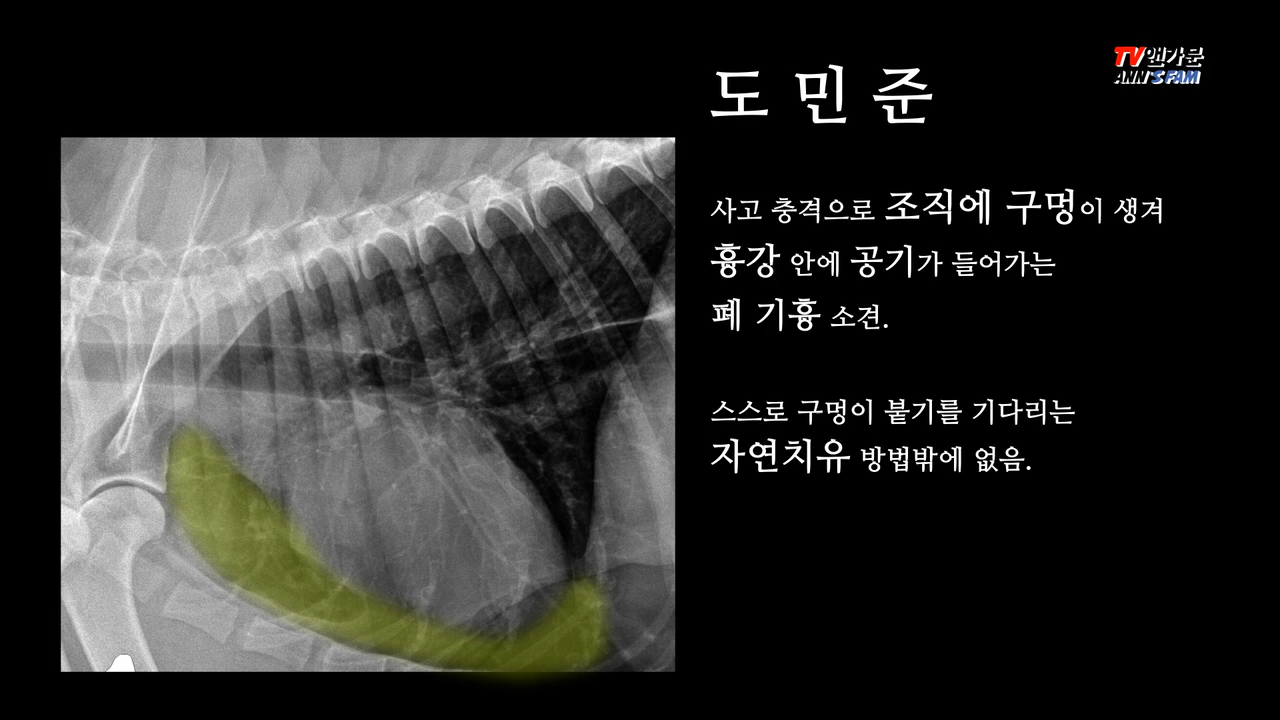 TV앤가문
ANN'S FAM
도 민 준
사고 충격으로 조직에 구멍이 생겨
흉강 안에 공기가 들어가는
폐 기흉 소견.
스스로 구멍이 붙기를 기다리는
자연치유 방법밖에 없음.